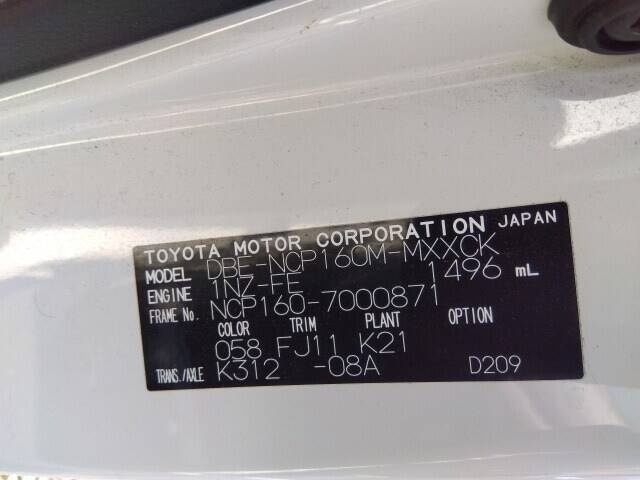 TOYOTA MOTOR CORPORATION JAPAN
MODEL DBE-NCP160M-MXXCK
ENGINE 1NZ-FE 1496 mL
FRAME No. NCP160-7000871
COLOR TRIM PLANT OPTION
058 FJ11 K21
TRANS./AXLE K312 -08A D209